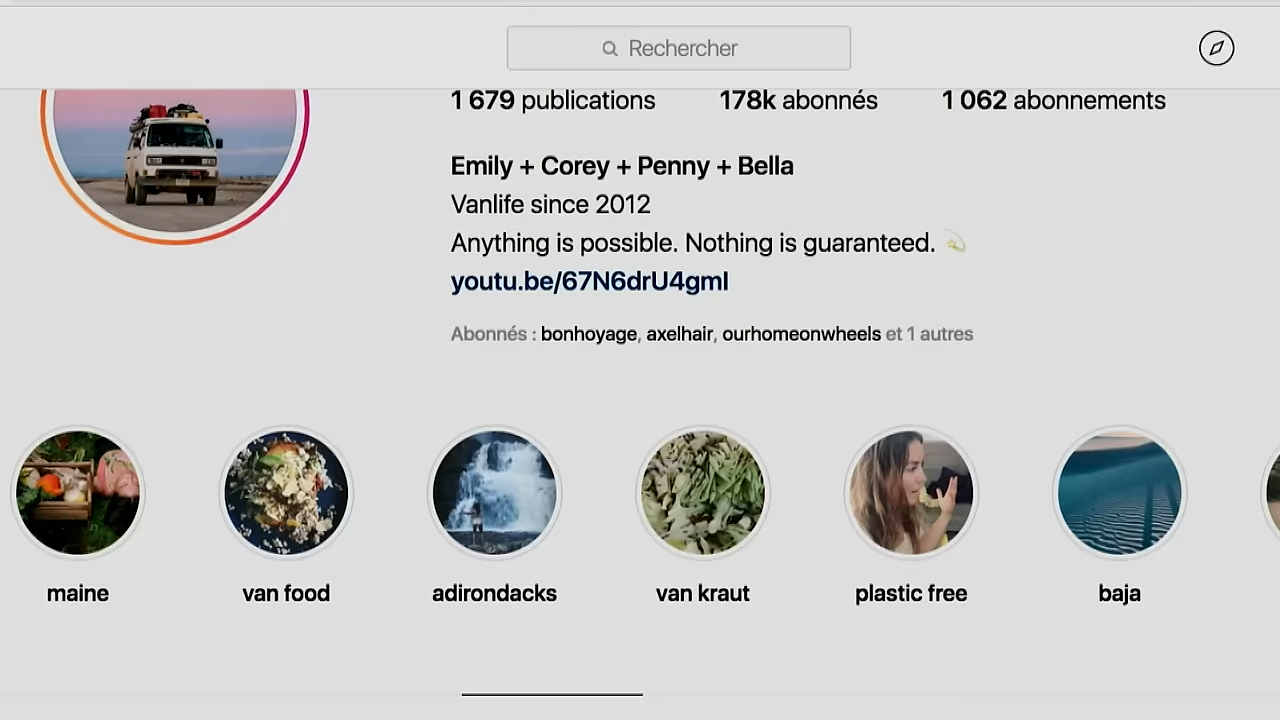 Rechercher
1 679 publications 178k abonnés 1 062 abonnements
Emily + Corey + Penny + Bella
Vanlife since 2012
Anything is possible. Nothing is guaranteed. 💫
youtu.be/67N6drU4gmI
Abonnés : bonhoyage, axelhair, ourhomeonwheels et 1 autres
maine
van food
adirondacks
van kraut
plastic free
baja